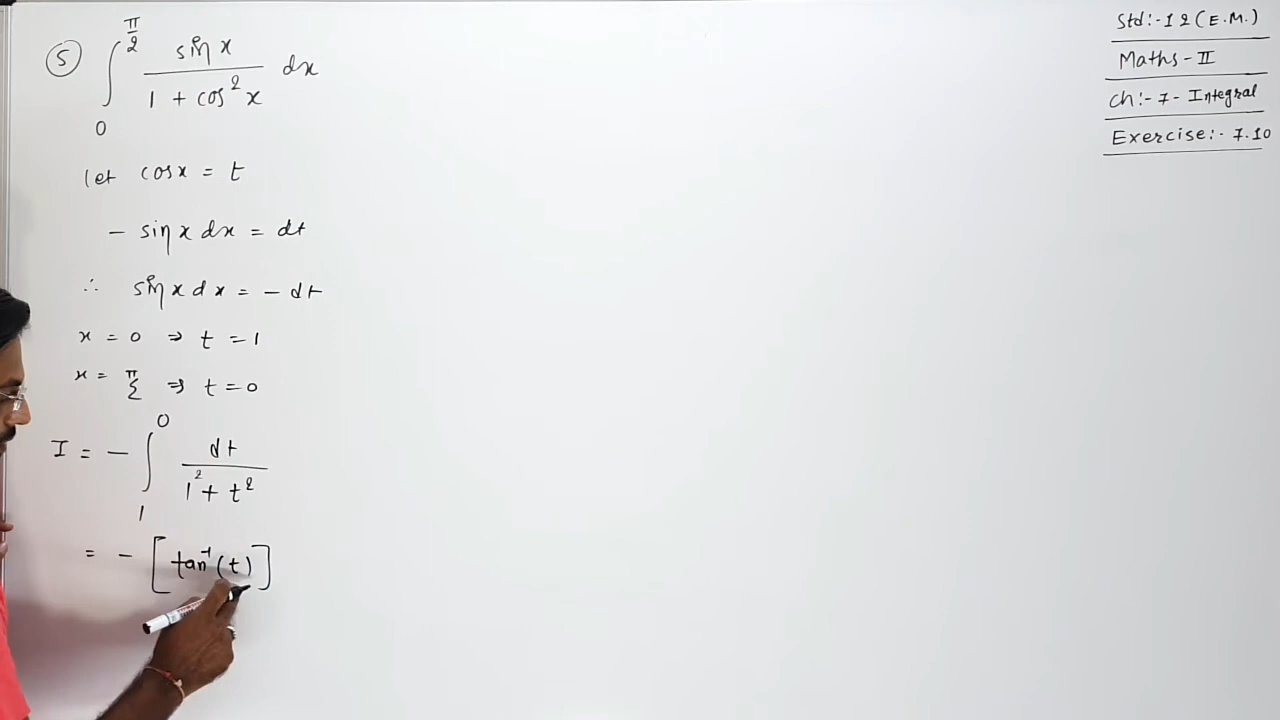 ⑤ ∫₀^{π/2} sin x / (1 + cos² x) dx
let cos x = t
- sin x dx = dt
∴ sin x dx = - dt
x = 0 ⇒ t = 1
x = π/2 ⇒ t = 0
I = - ∫₁⁰ dt / (1² + t²)
= - [tan⁻¹(t)]
Std :- 12 (E.M.)
Maths - II
Ch :- 7 - Integral
Exercise :- 7.10